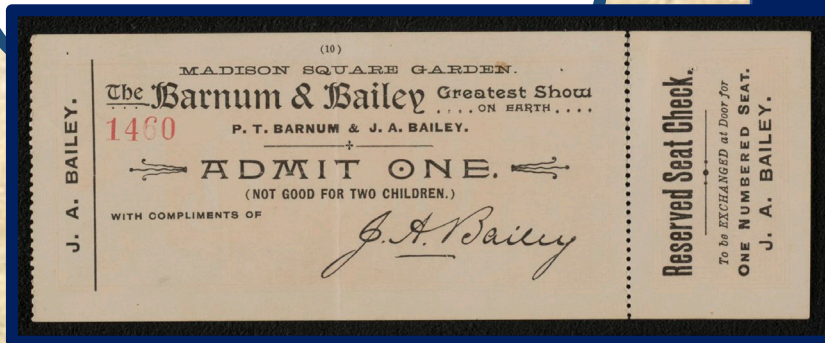 J. A. BAILEY.
(10)
MADISON SQUARE GARDEN.
The Barnum & Bailey Greatest Show
....ON EARTH....
1460
P. T. BARNUM & J. A. BAILEY.
ADMIT ONE.
(NOT GOOD FOR TWO CHILDREN.)
WITH COMPLIMENTS OF
J. A. Bailey
Reserved Seat Check.
To be EXCHANGED at Door for
ONE NUMBERED SEAT.
J. A. BAILEY.